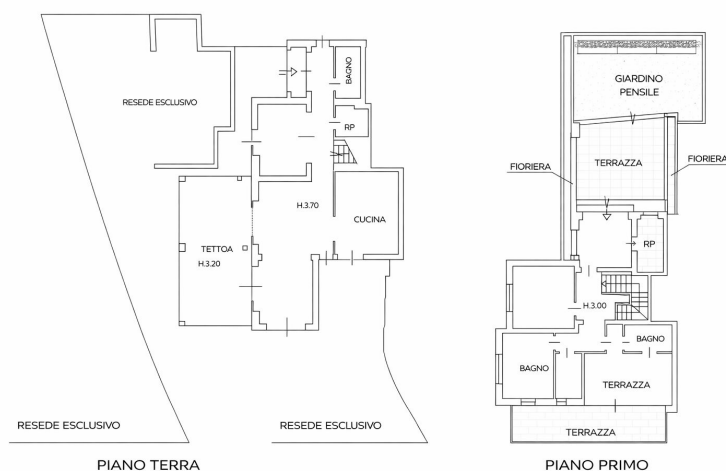 RESEDE ESCLUSIVO
BAGNO
RP
H.3.70
CUCINA
TETTOA
H.3.20
RESEDE ESCLUSIVO
RESEDE ESCLUSIVO
PIANO TERRA
GIARDINO
PENSILE
FIORIERA
TERRAZZA
FIORIERA
RP
H.3.00
BAGNO
BAGNO
TERRAZZA
TERRAZZA
PIANO PRIMO